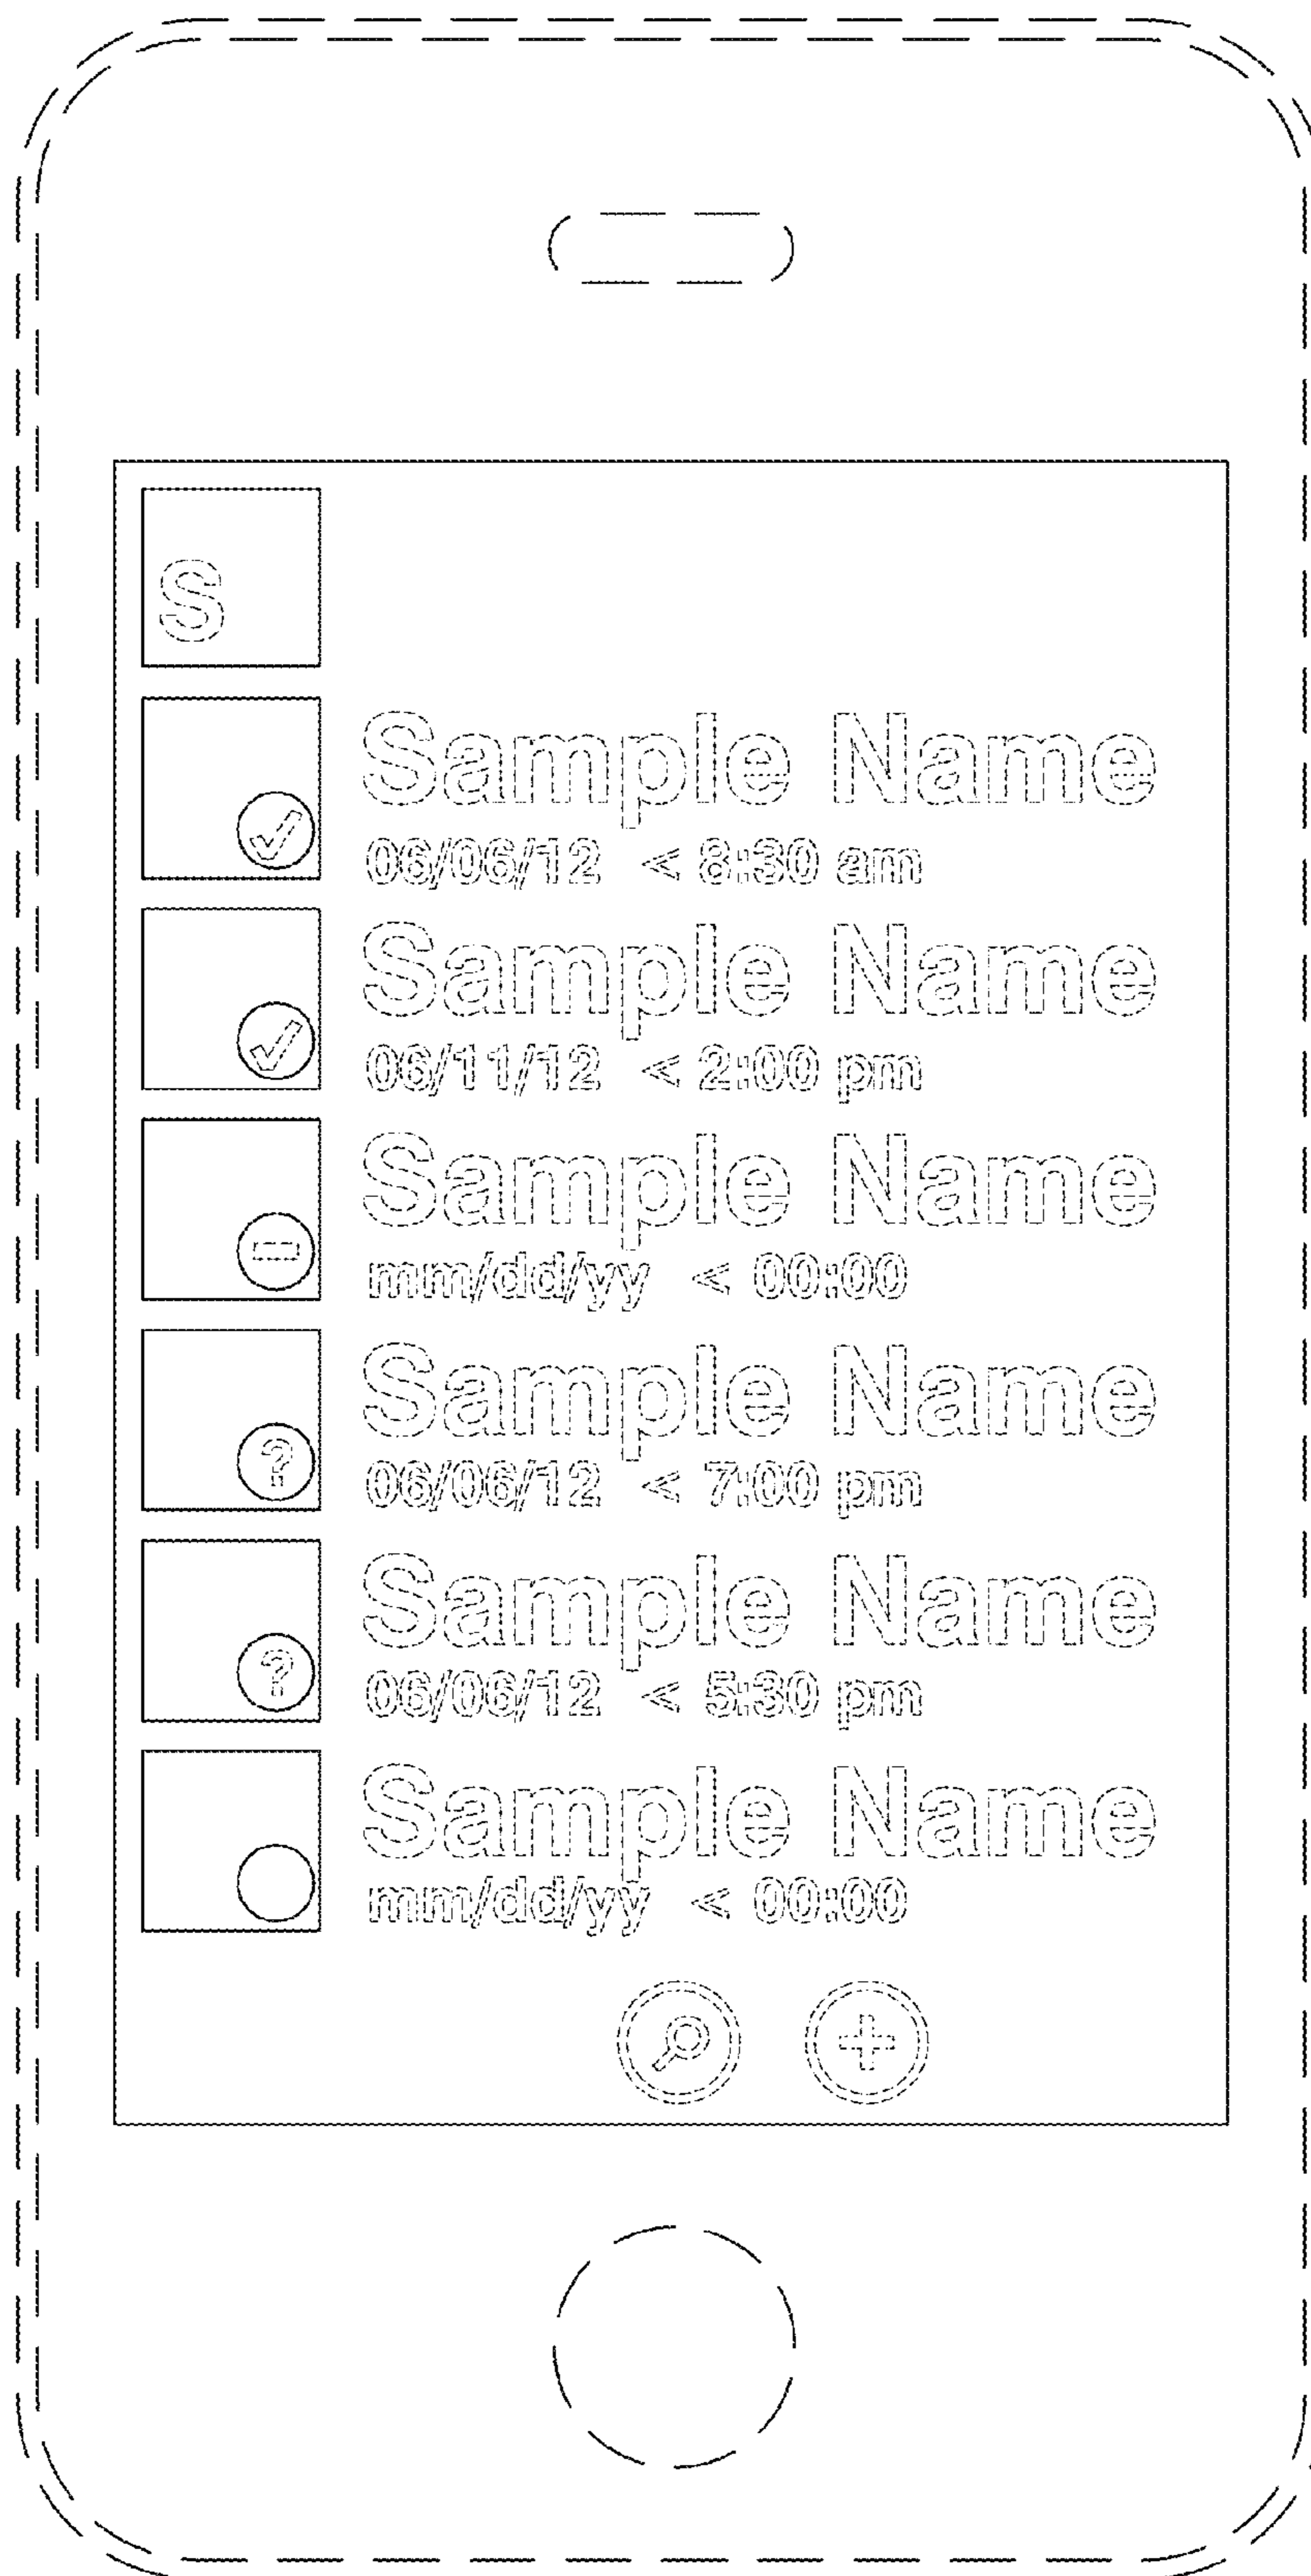 S
Sample Name
06/06/12 < 8:30 am
Sample Name
06/11/12 < 2:00 pm
Sample Name
mm/dd/yy < 00:00
Sample Name
06/06/12 < 7:00 pm
?
Sample Name
06/06/12 < 5:30 pm
?
Sample Name
mm/dd/yy < 00:00